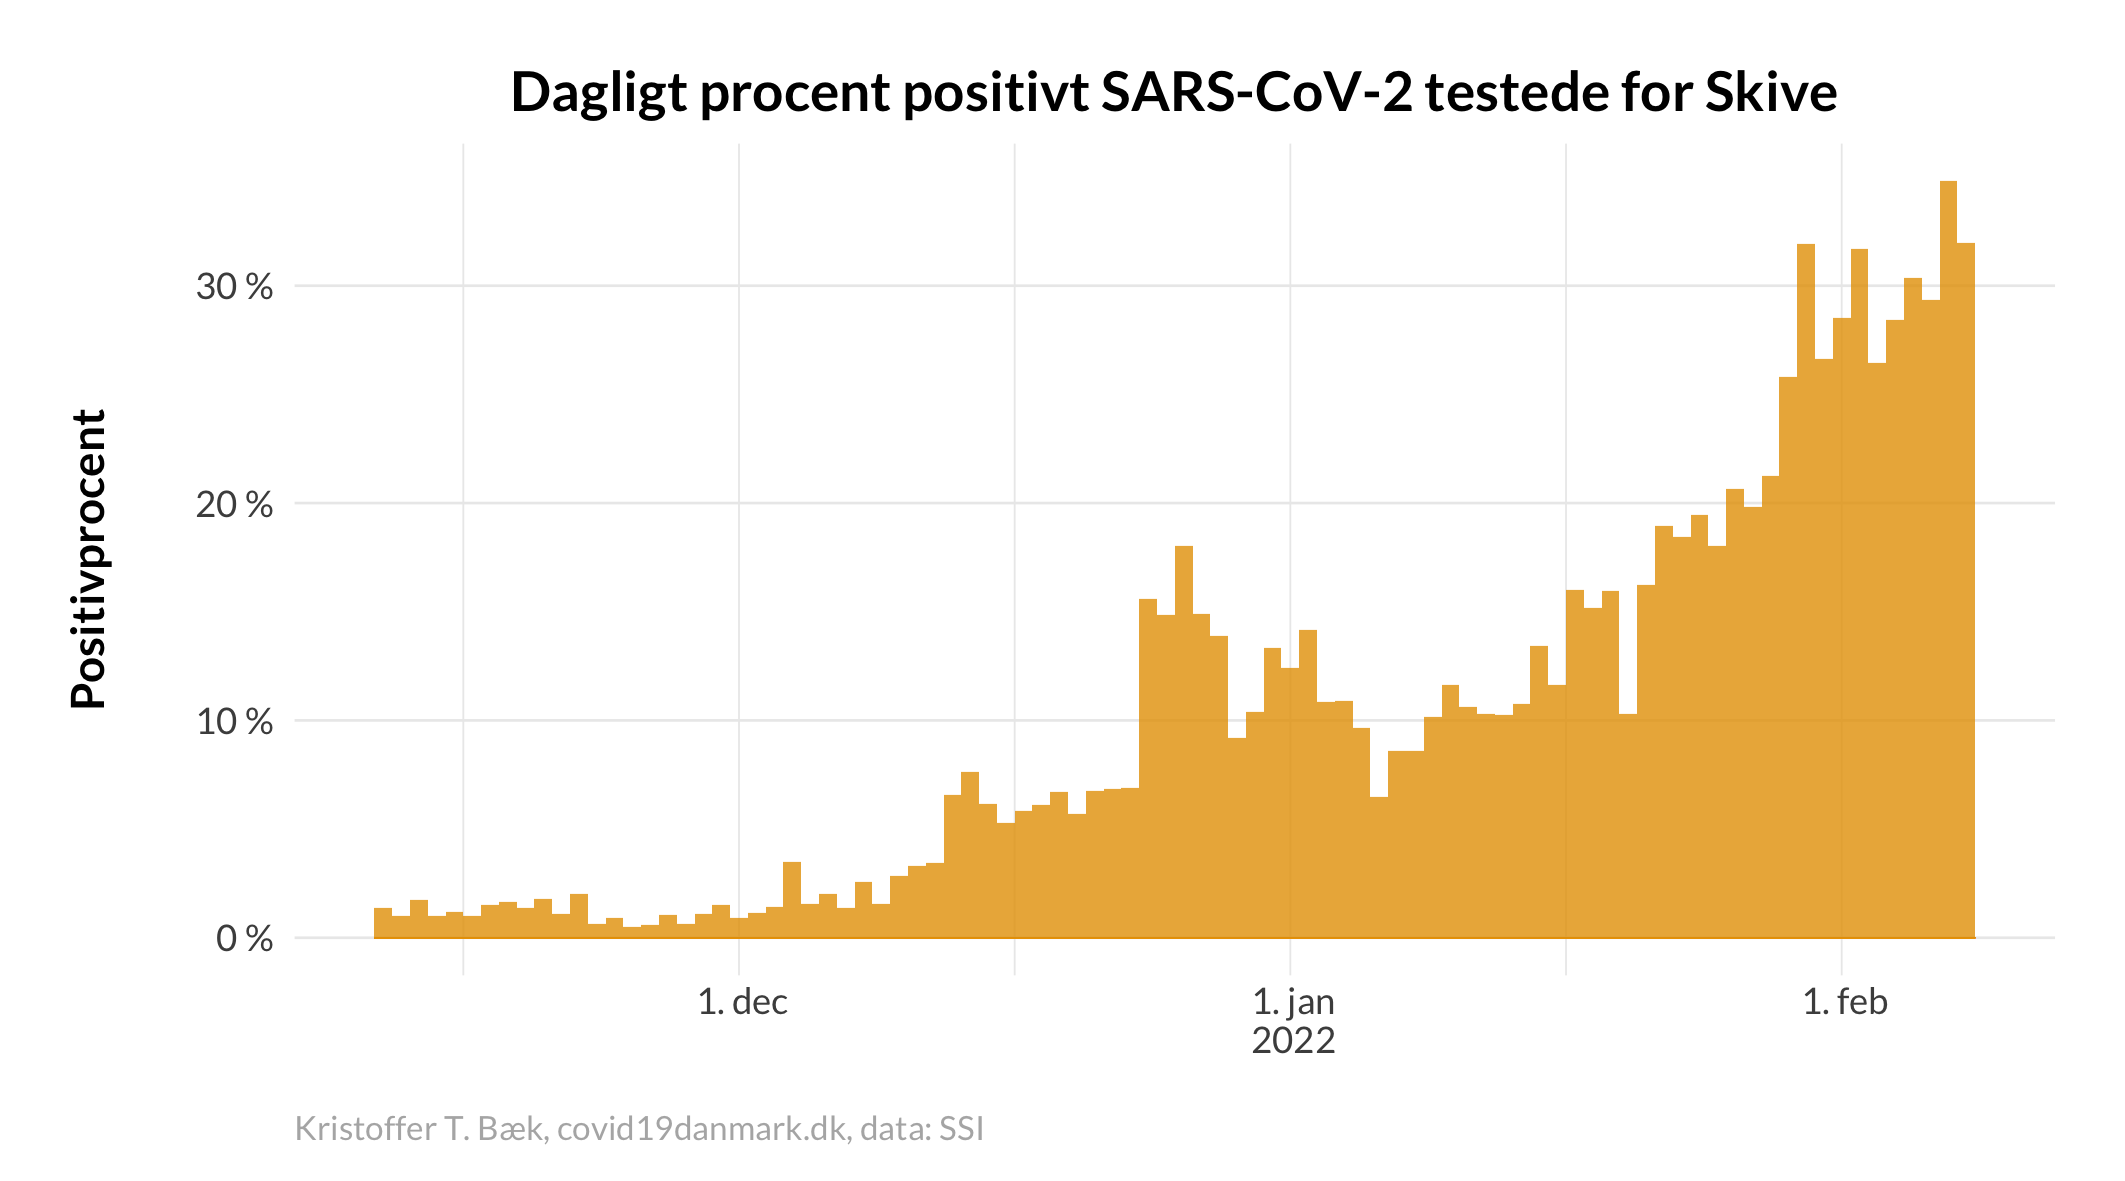 Dagligt procent positivt SARS-CoV-2 testede for Skive
Positivprocent
30 %
20 %
10 %
0 %
1. dec
1. jan
2022
1. feb
Kristoffer T. Bæk, covid19danmark.dk, data: SSI